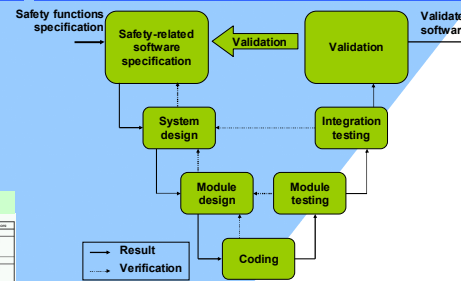 Safety functions
specification
Safety-related
software
specification
Validation
Validation
software
System
design
Integration
testing
Module
design
Module
testing
Coding
Result
Verification